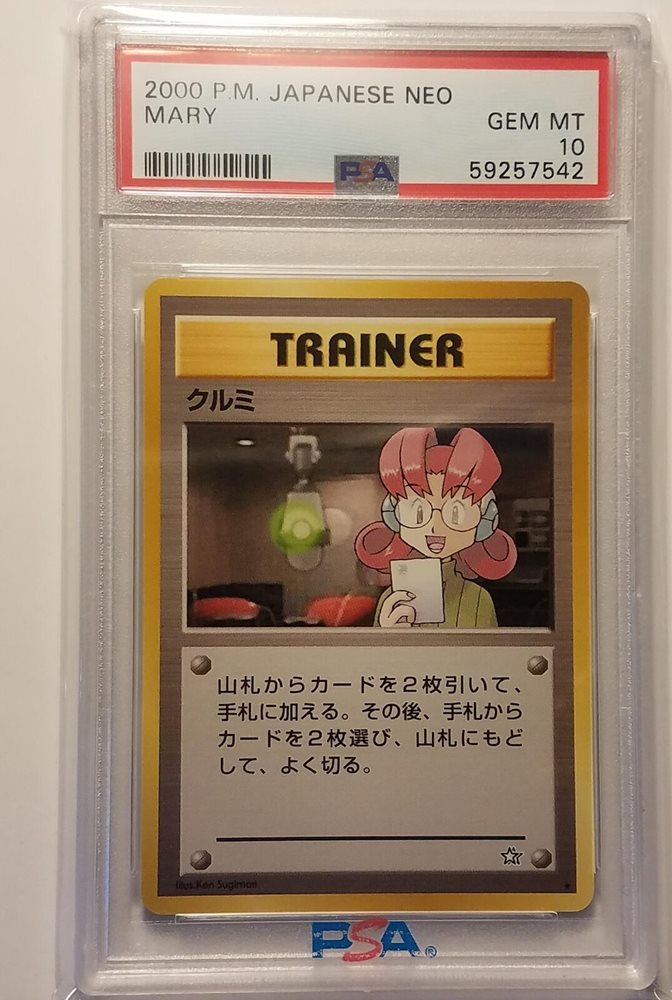 2000 P.M. JAPANESE NEO
MARY
GEM MT
10
59257542
PSA
TRAINER
クルミ
山札からカードを2枚引いて、
手札に加える。その後、手札から
カードを2枚選び、山札にもど
して、よく切る。
Illus. Ken Sugimori
PSA®